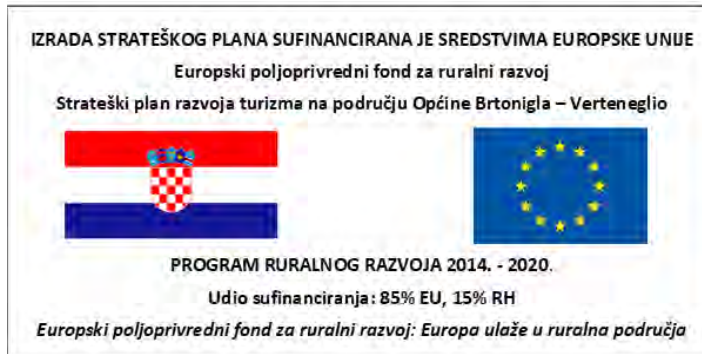 IZRADA STRATEŠKOG PLANA SUFINANCIRANA JE SREDSTVIMA EUROPSKE UNIJE
Europski poljoprivredni fond za ruralni razvoj
Strateški plan razvoja turizma na području Općine Brtonigla – Verteneglio
PROGRAM RURALNOG RAZVOJA 2014. - 2020.
Udio sufinanciranja: 85% EU, 15% RH
Europski poljoprivredni fond za ruralni razvoj: Europa ulaže u ruralna područja